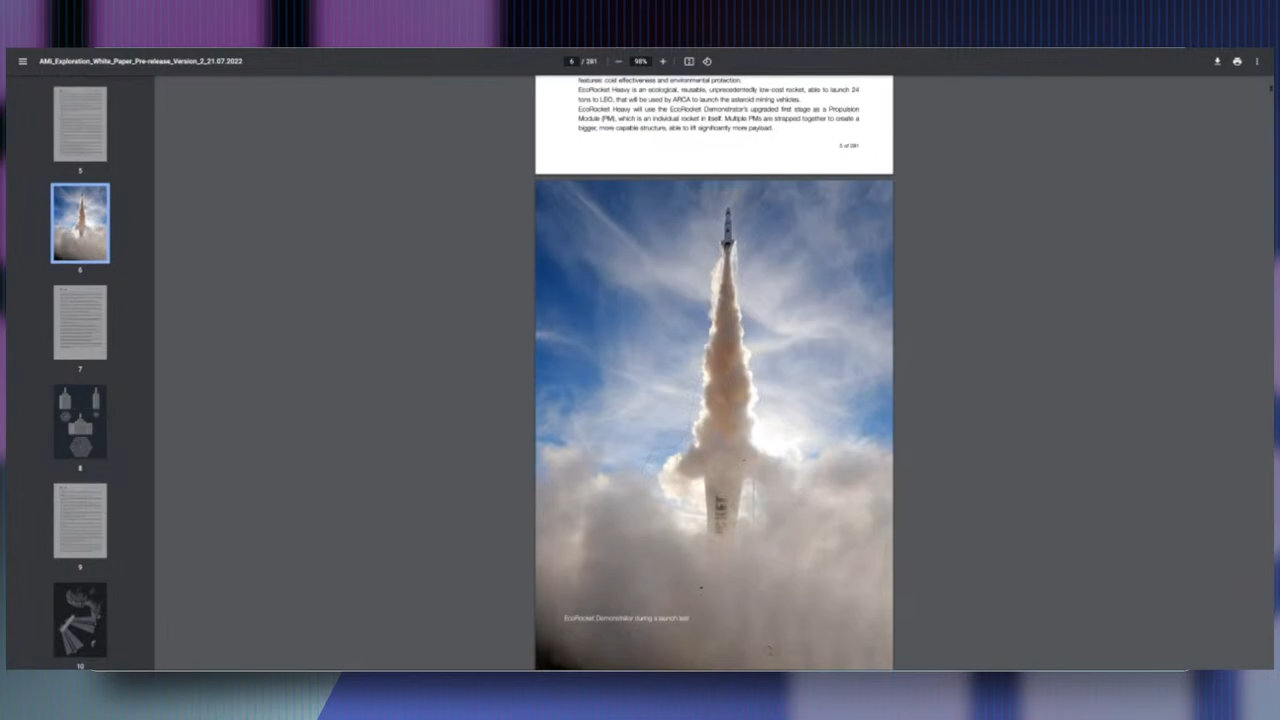 AMi_Exploration_White_Paper_Pre-release_Version_2_21.07.2022
6 / 281
98%
features: cost effectiveness and environmental protection.
EcoRocket Heavy is an ecological, reusable, unprecedentedly low-cost rocket, able to launch 24
tons to LEO, that will be used by ARCA to launch the asteroid mining vehicles.
EcoRocket Heavy will use the EcoRocket Demonstrator's upgraded first stage as a Propulsion
Module (PM), which is an individual rocket in itself. Multiple PMs are strapped together to create a
bigger, more capable structure, able to lift significantly more payload.
5 of 281
5
6
7
8
9
10
EcoRocket Demonstrator during a launch test